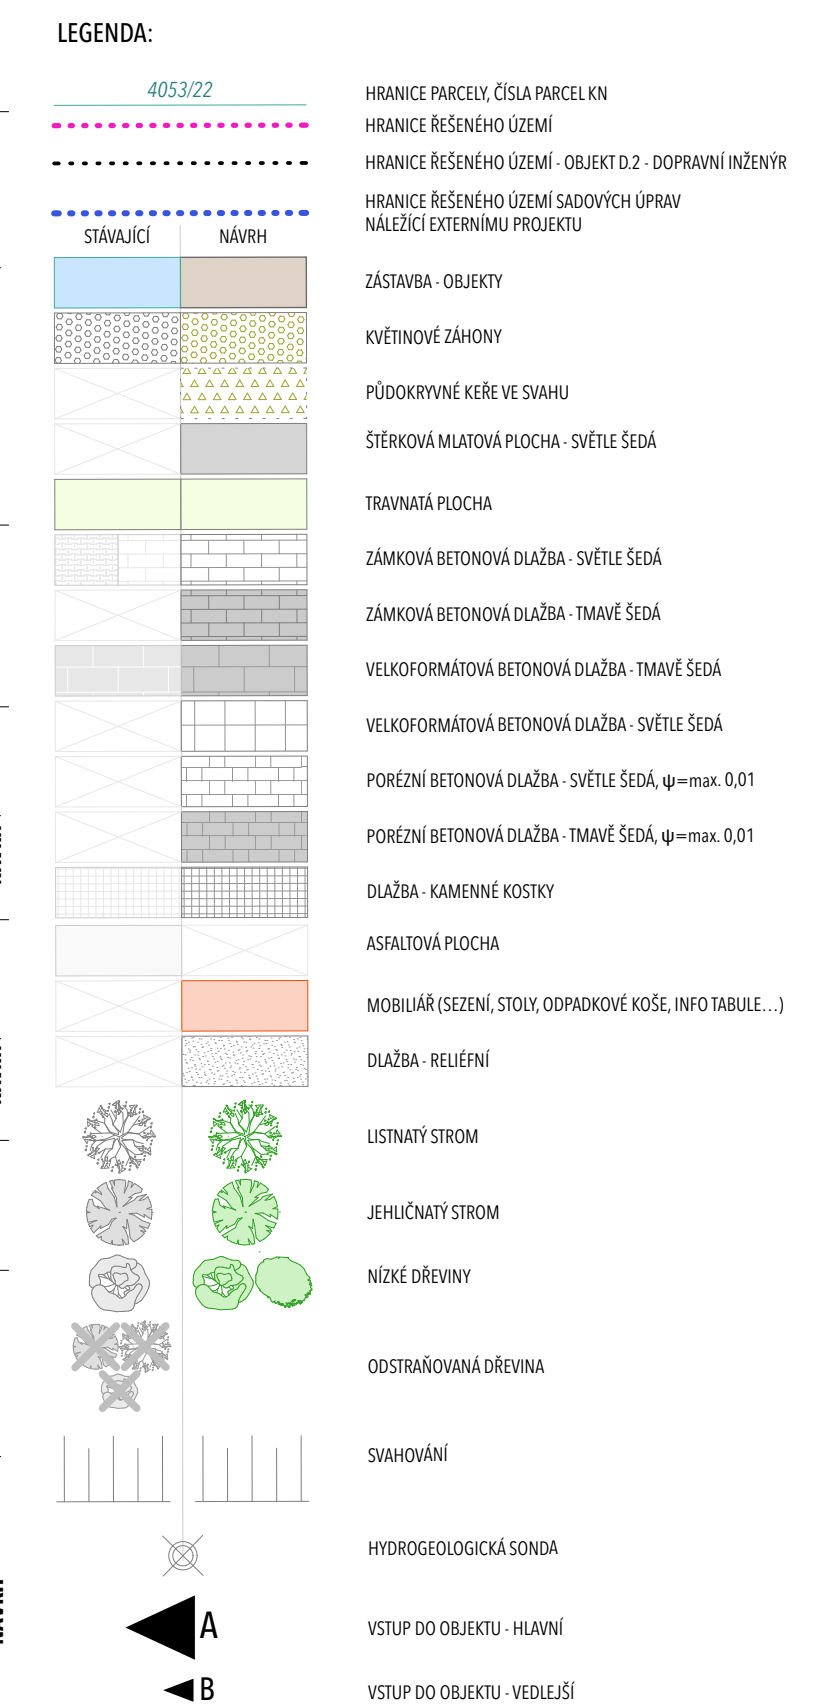 LEGENDA:
4053/22
HRANICE PARCELY, ČÍSLA PARCEL KN
HRANICE ŘEŠENÉHO ÚZEMÍ
HRANICE ŘEŠENÉHO ÚZEMÍ - OBJEKT D.2 - DOPRAVNÍ INŽENÝR
HRANICE ŘEŠENÉHO ÚZEMÍ SADOVÝCH ÚPRAV
NÁLEŽÍCÍ EXTERNÍMU PROJEKTU
STÁVAJÍCÍ NÁVRH
ZÁSTAVBA - OBJEKTY
KVĚTINOVÉ ZÁHONY
PŮDOKRYVNÉ KEŘE VE SVAHU
ŠTĚRKOVÁ MLATOVÁ PLOCHA - SVĚTLE ŠEDÁ
TRAVNATÁ PLOCHA
ZÁMKOVÁ BETONOVÁ DLAŽBA - SVĚTLE ŠEDÁ
ZÁMKOVÁ BETONOVÁ DLAŽBA - TMAVĚ ŠEDÁ
VELKOFORMÁTOVÁ BETONOVÁ DLAŽBA - TMAVĚ ŠEDÁ
VELKOFORMÁTOVÁ BETONOVÁ DLAŽBA - SVĚTLE ŠEDÁ
PORÉZNÍ BETONOVÁ DLAŽBA - SVĚTLE ŠEDÁ, ψ=max. 0,01
PORÉZNÍ BETONOVÁ DLAŽBA - TMAVĚ ŠEDÁ, ψ=max. 0,01
DLAŽBA - KAMENNÉ KOSTKY
ASFALTOVÁ PLOCHA
MOBILIÁŘ (SEZENÍ, STOLY, ODPADKOVÉ KOŠE, INFO TABULE...)
DLAŽBA - RELIÉFNÍ
LISTNATÝ STROM
JEHLIČNATÝ STROM
NÍZKÉ DŘEVINY
ODSTRAŇOVANÁ DŘEVINA
SVAHOVÁNÍ
HYDROGEOLOGICKÁ SONDA
A
VSTUP DO OBJEKTU - HLAVNÍ
B
VSTUP DO OBJEKTU - VEDLEJŠÍ